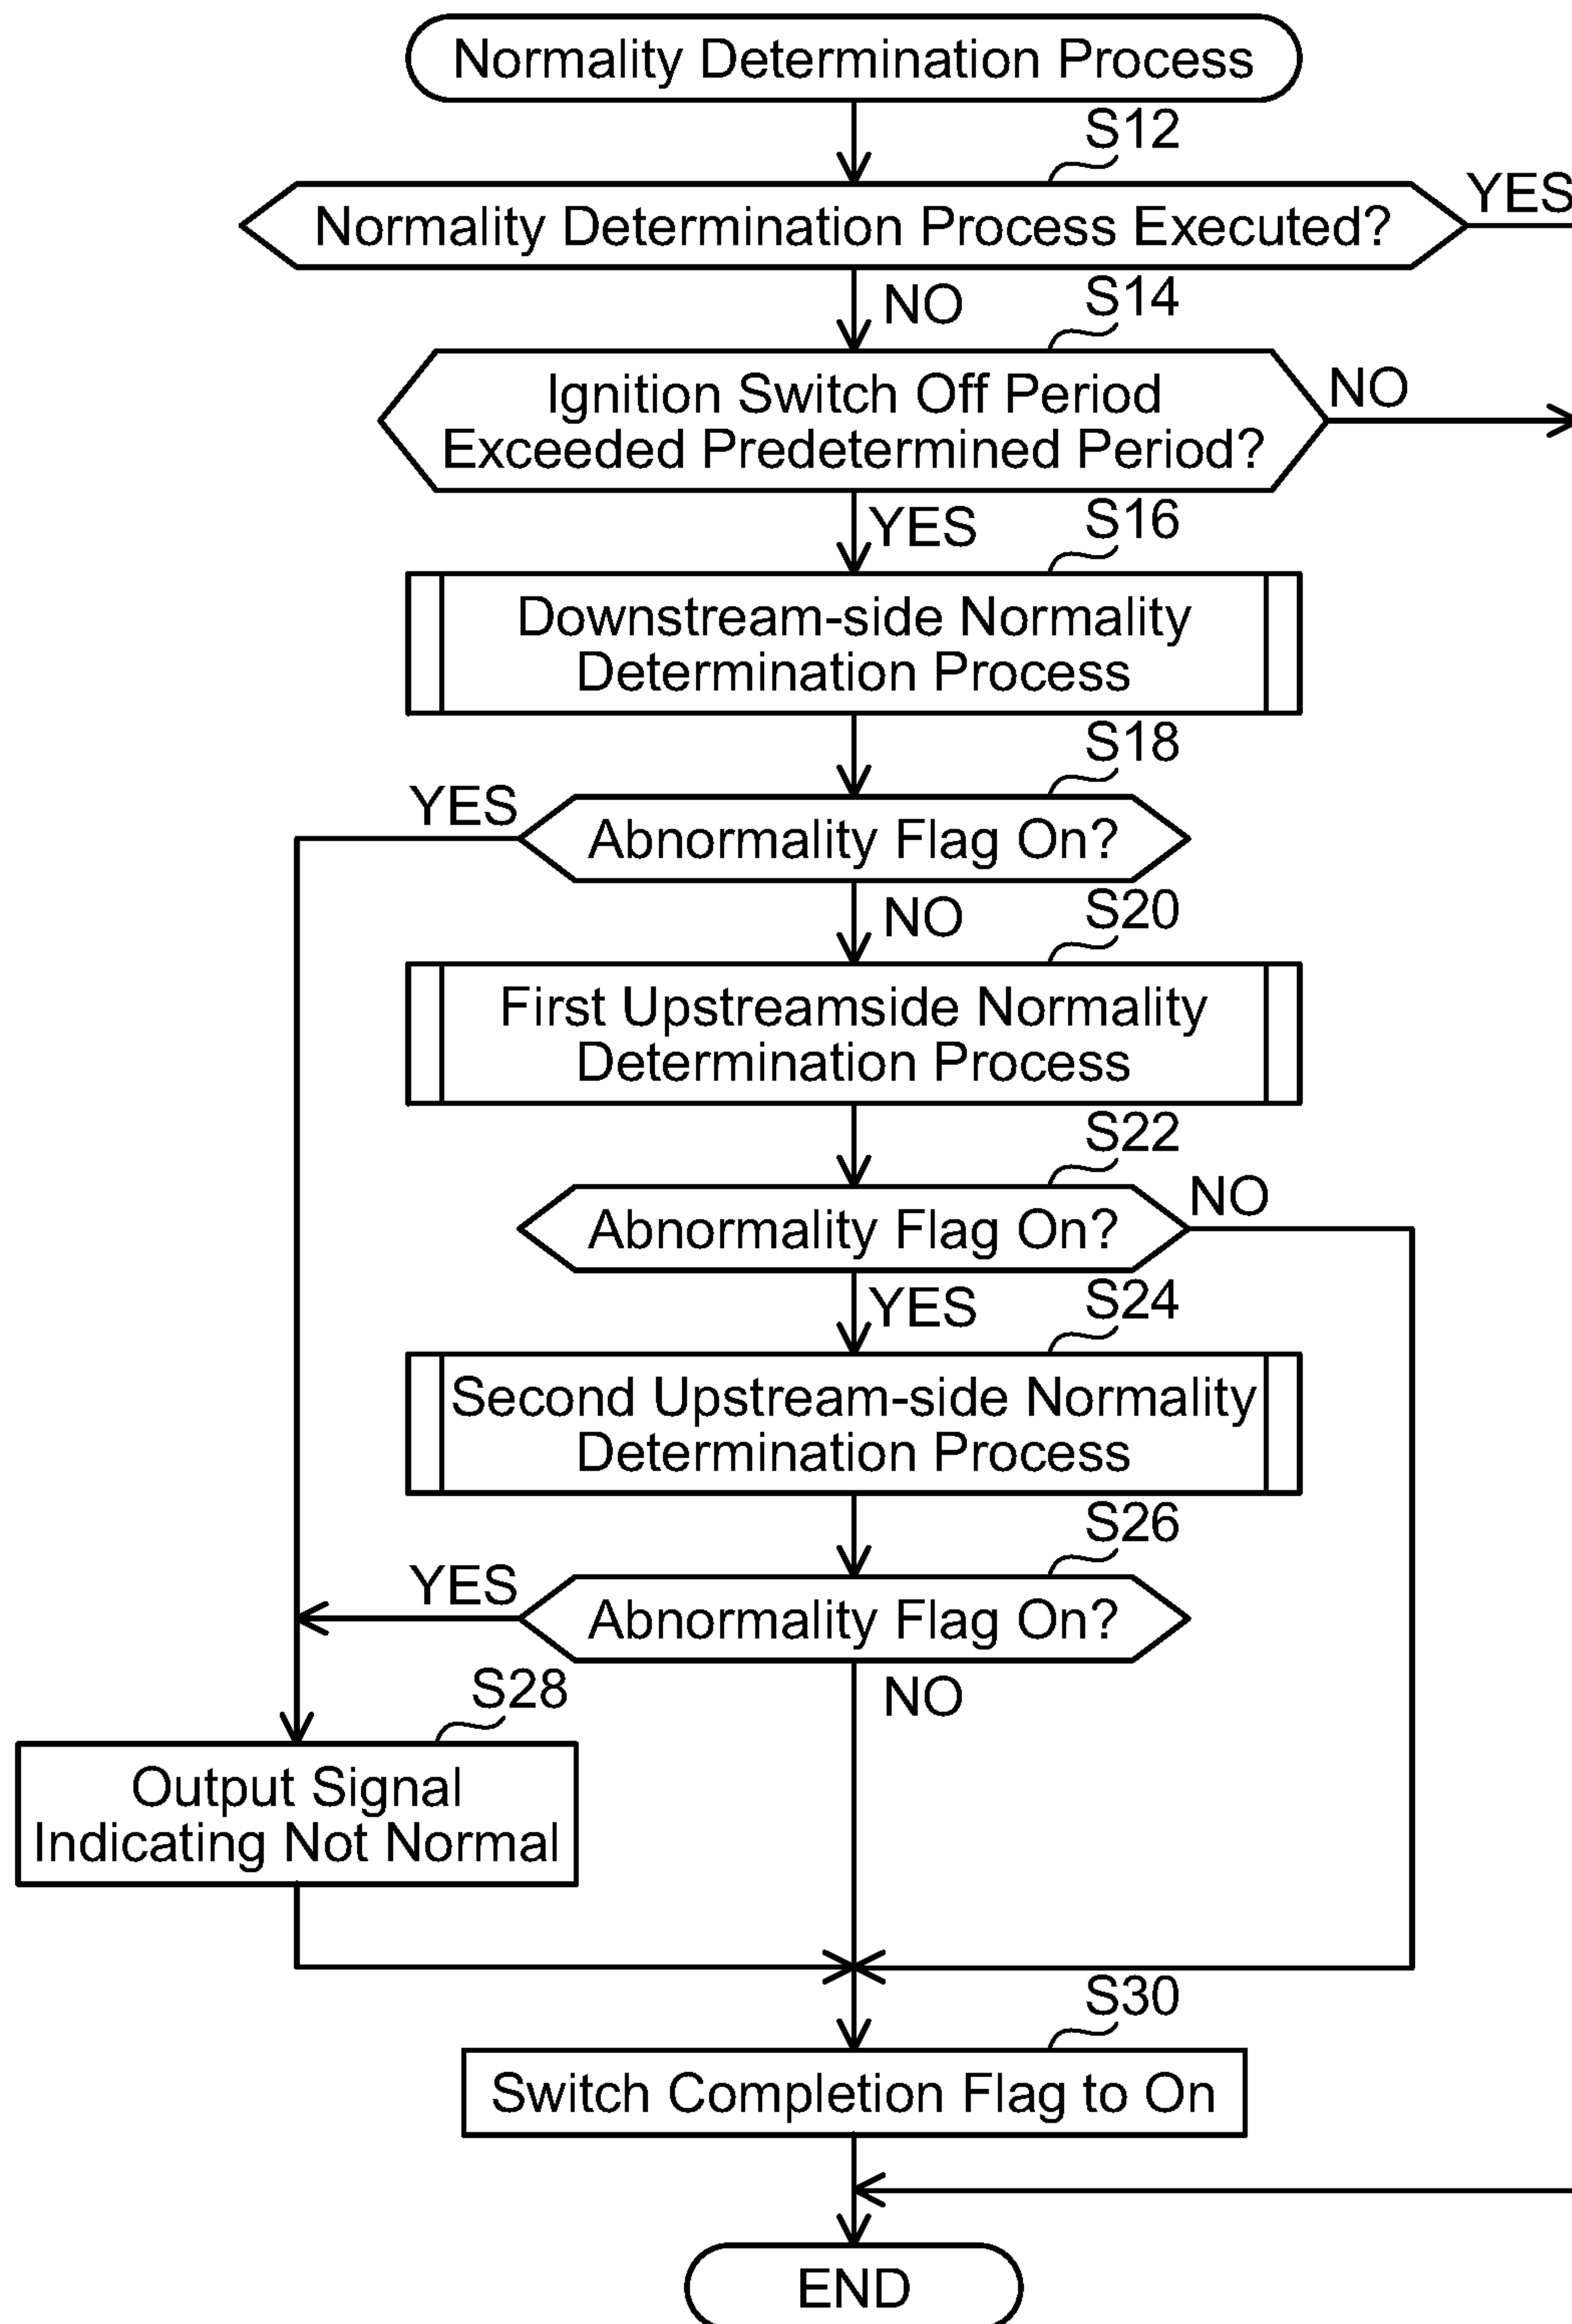 Normality Determination Process
S12
Normality Determination Process Executed?
YES
NO
S14
Ignition Switch Off Period
Exceeded Predetermined Period?
NO
YES
S16
Downstream-side Normality
Determination Process
S18
YES
Abnormality Flag On?
NO
S20
First Upstreamside Normality
Determination Process
S22
Abnormality Flag On?
NO
YES
S24
Second Upstream-side Normality
Determination Process
S26
YES
Abnormality Flag On?
NO
S28
Output Signal
Indicating Not Normal
S30
Switch Completion Flag to On
END